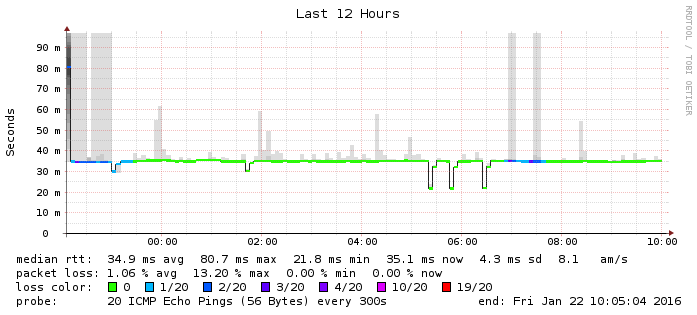 Last 12 Hours
RRDTOOL / TOBI OETIKER
Seconds
90 m
80 m
70 m
60 m
50 m
40 m
30 m
20 m
10 m
0
00:00 02:00 04:00 06:00 08:00 10:00
median rtt: 34.9 ms avg 80.7 ms max 21.8 ms min 35.1 ms now 4.3 ms sd 8.1 am/s
packet loss: 1.06 % avg 13.20 % max 0.00 % min 0.00 % now
loss color: 0 1/20 2/20 3/20 4/20 10/20 19/20
probe: 20 ICMP Echo Pings (56 Bytes) every 300s end: Fri Jan 22 10:05:04 2016